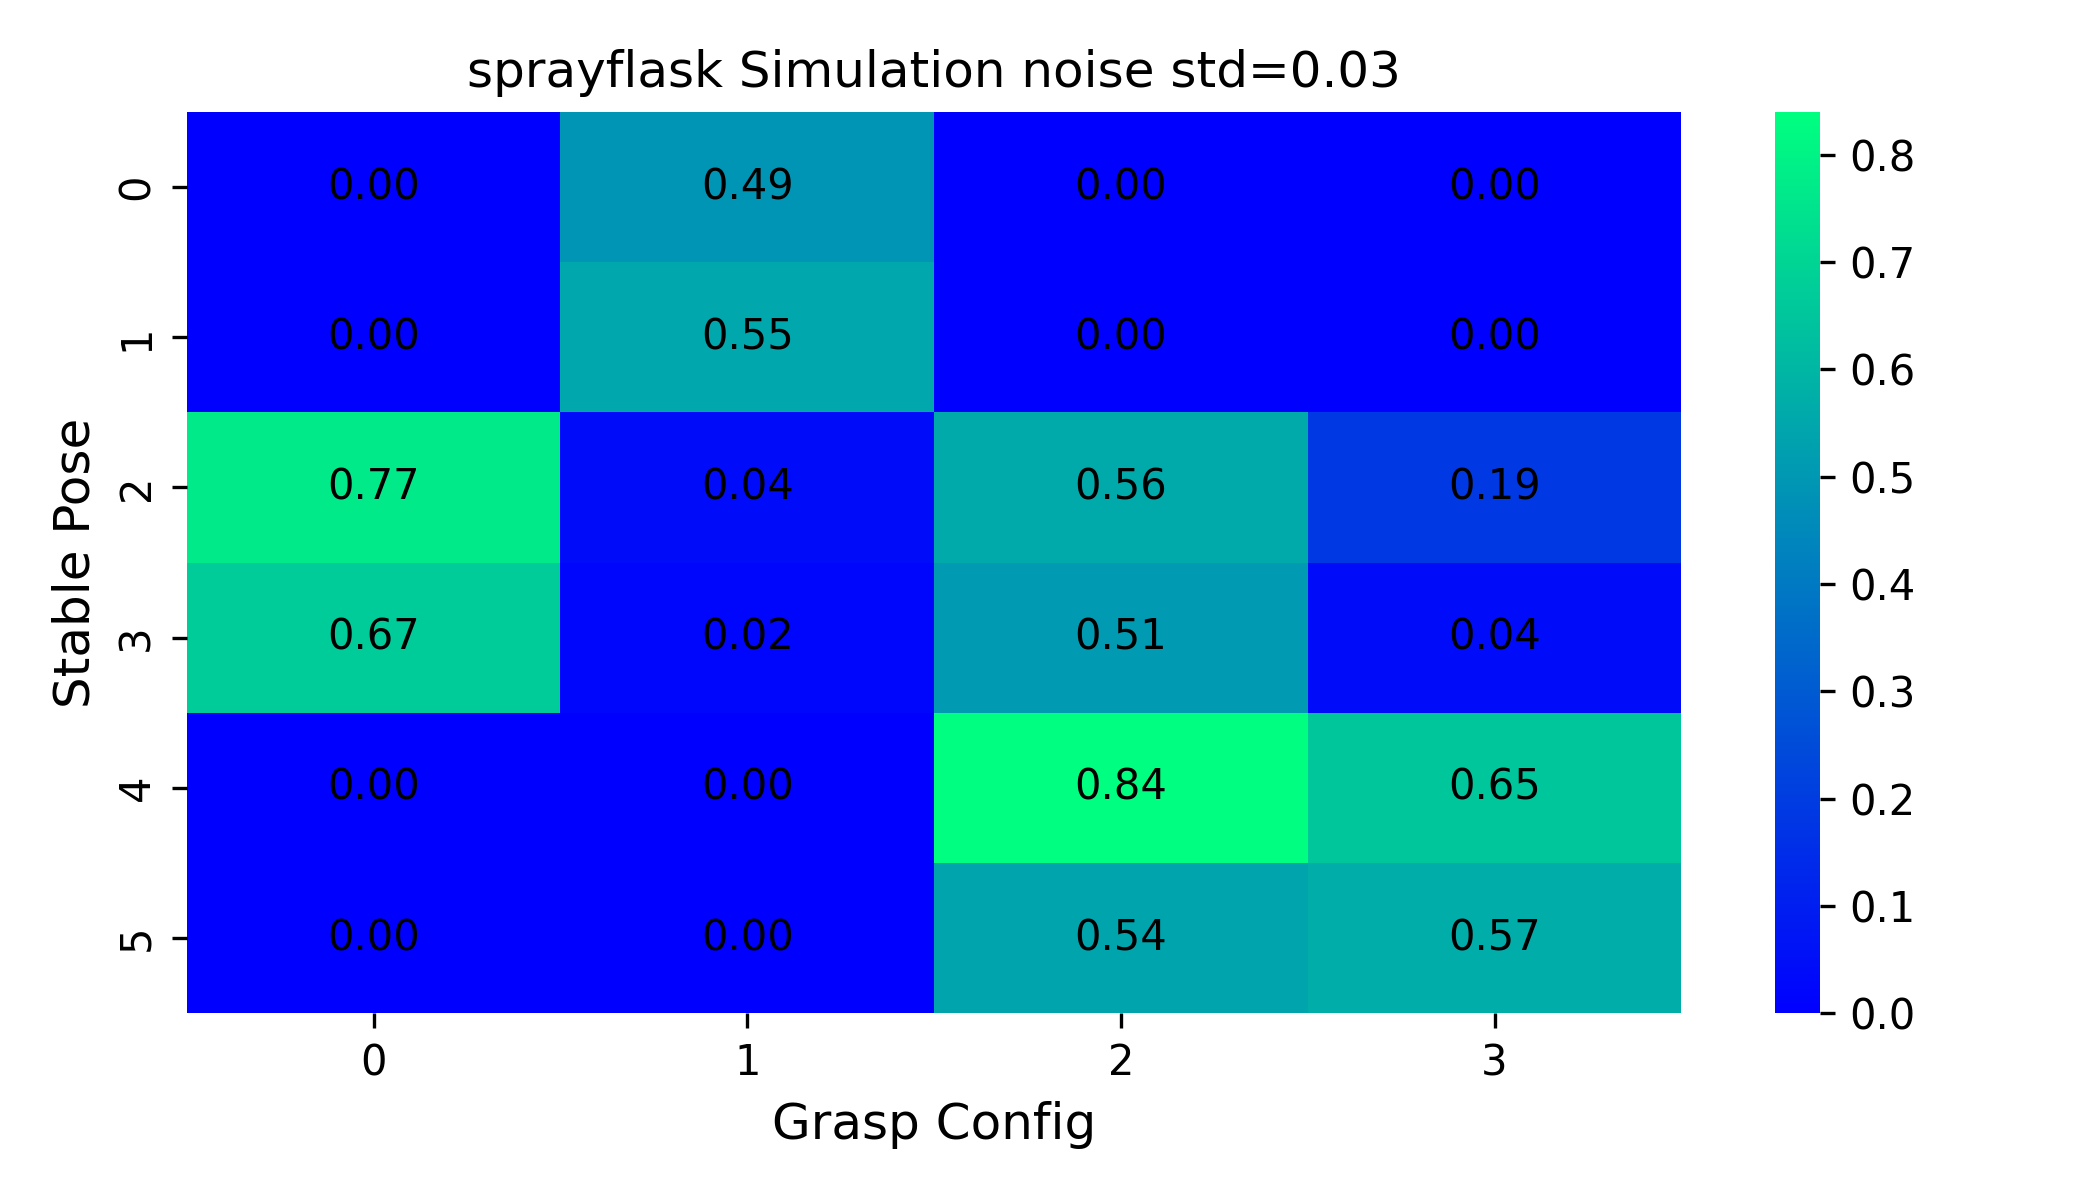 sprayflask Simulation noise std=0.03
0 0.00 0.49 0.00 0.00
1 0.00 0.55 0.00 0.00
2 0.77 0.04 0.56 0.19
3 0.67 0.02 0.51 0.04
4 0.00 0.00 0.84 0.65
5 0.00 0.00 0.54 0.57
Stable Pose
0 1 2 3
Grasp Config
0.8
0.7
0.6
0.5
0.4
0.3
0.2
0.1
0.0